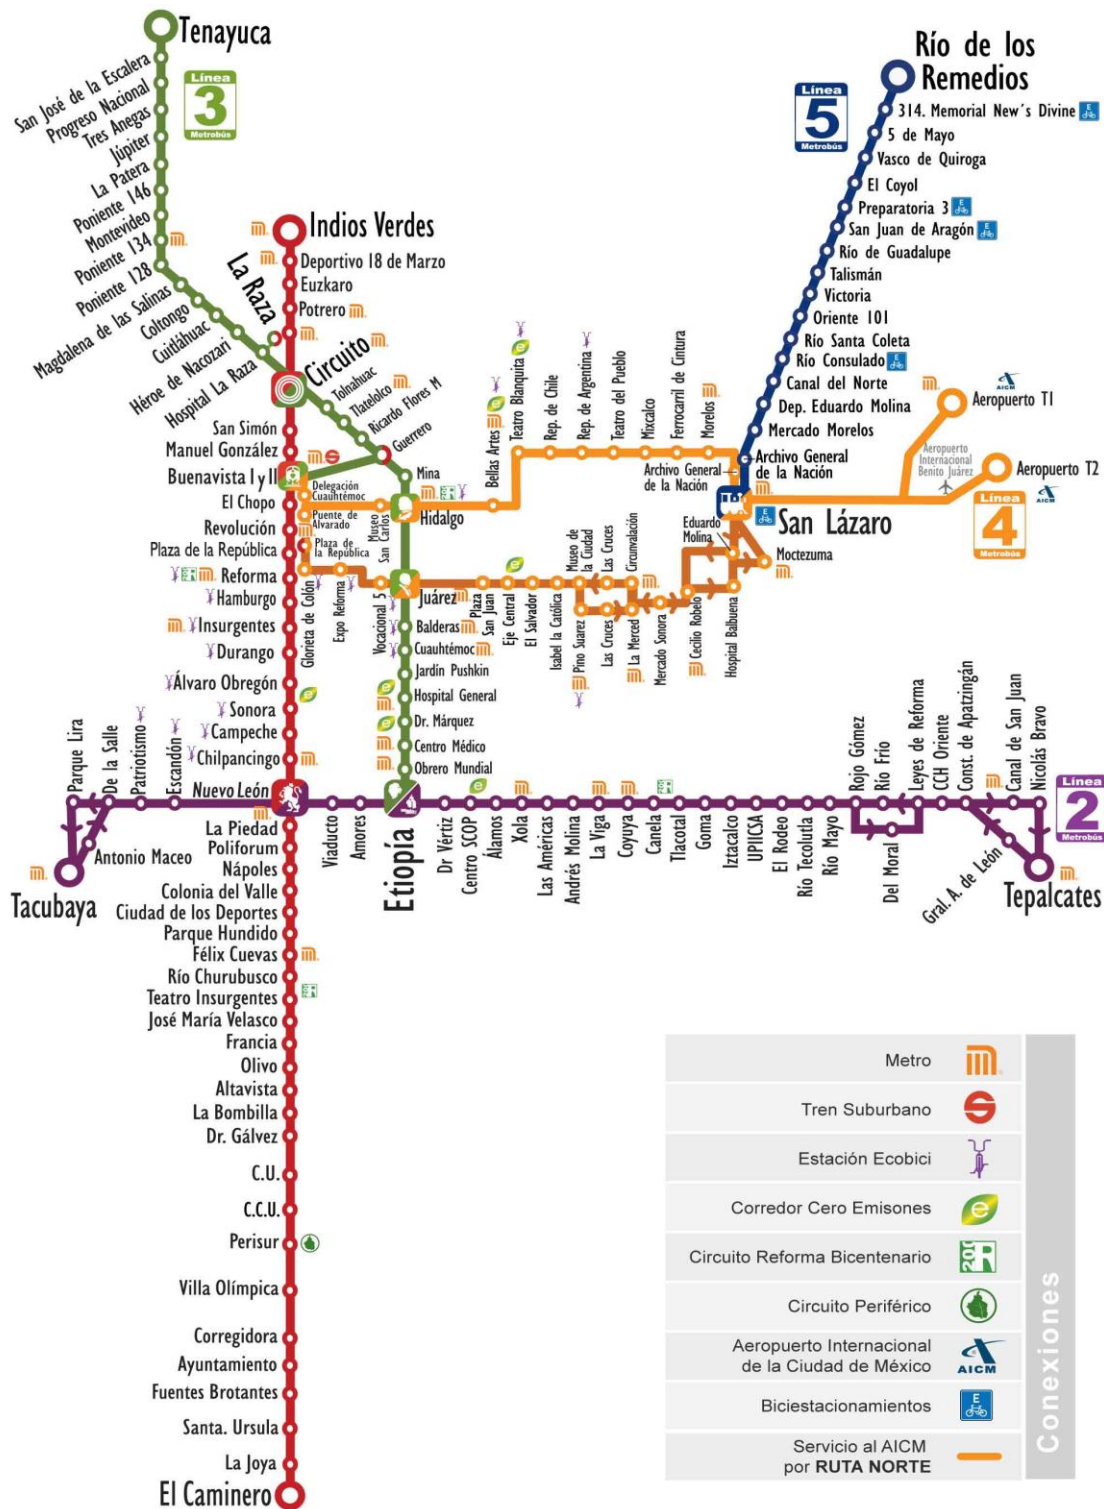 Tenayuca
San José de la Escalera
Progreso Nacional
Tres Anegas
Júpiter
La Patera
Poniente 146
Montevideo
Poniente 134
Poniente 128
Magdalena de las Salinas
Coltongo
Cuitláhuac
Héroe de Nacozari
Hospital La Raza
La Raza
Línea
3
Metrobús
Indios Verdes
Deportivo 18 de Marzo
Euzkaro
Potrero
Circuito
Tolnahuac
Tlatelolco
Ricardo Flores M
Guerrero
Mina
San Simón
Manuel González
Buenavista I y II
El Chopo
Revolución
Plaza de la República
Reforma
Hamburgo
Insurgentes
Durango
Álvaro Obregón
Sonora
Campeche
Chilpancingo
Nuevo León
Delegación
Cuauhtémoc
Puente de
Alvarado
Plaza de
la República
Museo
San Carlos
Hidalgo
Glorieta de Colón
Expo Reforma
Vocacional 5
Juárez
Balderas
Cuauhtémoc
Jardín Pushkin
Hospital General
Dr. Márquez
Centro Médico
Obrero Mundial
Bellas Artes
Teatro Blanquita
Rep. de Chile
Rep. de Argentina
Teatro del Pueblo
Mixcalco
Ferrocarril de Cintura
Morelos
Archivo General
de la Nación
Plaza
San Juan
Eje Central
El Salvador
Isabel la Católica
Museo de
la Ciudad
Pino Suarez
Las Cruces
Las Cruces
Circunvalación
La Merced
Mercado Sonora
Cecilio Robelo
Eduardo
Molina
Hospital Balbuena
Moctezuma
San Lázaro
Río de los
Remedios
Línea
5
Metrobús
314. Memorial New's Divine
5 de Mayo
Vasco de Quiroga
El Coyol
Preparatoria 3
San Juan de Aragón
Río de Guadalupe
Talismán
Victoria
Oriente 101
Río Santa Coleta
Río Consulado
Canal del Norte
Dep. Eduardo Molina
Mercado Morelos
Archivo General
de la Nación
AICM
Aeropuerto T1
Aeropuerto
Internacional
Benito Juárez
Aeropuerto T2
AICM
Línea
4
Metrobús
Parque Lira
De la Salle
Patriotismo
Escandón
Antonio Maceo
Tacubaya
Viaducto
Amores
Etiopía
Dr Vértiz
Centro SCOP
Álamos
Xola
Las Américas
Andrés Molina
La Viga
Coyuya
Canela
Tlacotal
Goma
Iztacalco
UPIICSA
El Rodeo
Río Tecolutla
Río Mayo
Rojo Gómez
Río Frío
Del Moral
Leyes de Reforma
CCH Oriente
Const. de Apatzingán
Canal de San Juan
Nicolás Bravo
Gral. A. de León
Tepalcates
Línea
2
Metrobús
La Piedad
Poliforum
Nápoles
Colonia del Valle
Ciudad de los Deportes
Parque Hundido
Félix Cuevas
Río Churubusco
Teatro Insurgentes
José María Velasco
Francia
Olivo
Altavista
La Bombilla
Dr. Gálvez
C.U.
C.C.U.
Perisur
Villa Olímpica
Corregidora
Ayuntamiento
Fuentes Brotantes
Santa. Ursula
La Joya
El Caminero
Metro
Tren Suburbano
Estación Ecobici
Corredor Cero Emisones
Circuito Reforma Bicentenario
Circuito Periférico
Aeropuerto Internacional
de la Ciudad de México
AICM
Biciestacionamientos
Servicio al AICM
por RUTA NORTE
Conexiones